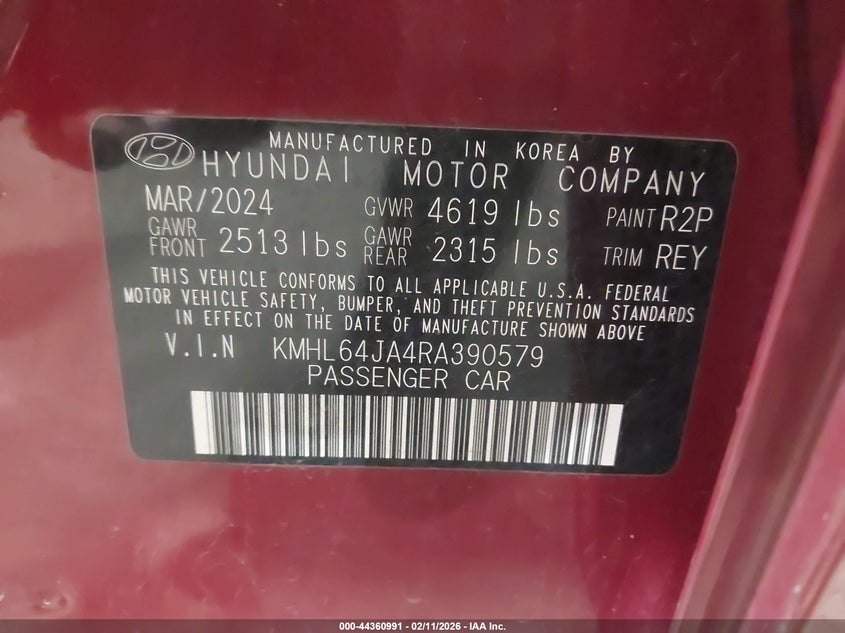 MANUFACTURED IN KOREA BY
HYUNDAI MOTOR COMPANY
MAR/2024 GVWR 4619 lbs PAINT R2P
GAWR FRONT 2513 lbs GAWR REAR 2315 lbs TRIM REY
THIS VEHICLE CONFORMS TO ALL APPLICABLE U.S.A. FEDERAL
MOTOR VEHICLE SAFETY, BUMPER, AND THEFT PREVENTION STANDARDS
IN EFFECT ON THE DATE OF MANUFACTURE SHOWN ABOVE
V.I.N KMHL64JA4RA390579
PASSENGER CAR
000-44360991 - 02/11/2026 - IAA Inc.